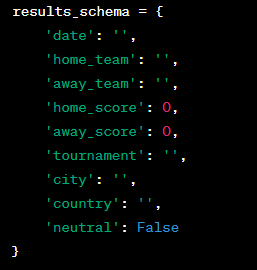 results_schema = {
    'date': '',
    'home_team': '',
    'away_team': '',
    'home_score': 0,
    'away_score': 0,
    'tournament': '',
    'city': '',
    'country': '',
    'neutral': False
}